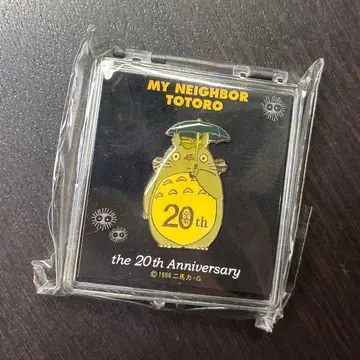 MY NEIGHBOR
TOTORO
20th
the 20th Anniversary
© 1988 二馬力・G